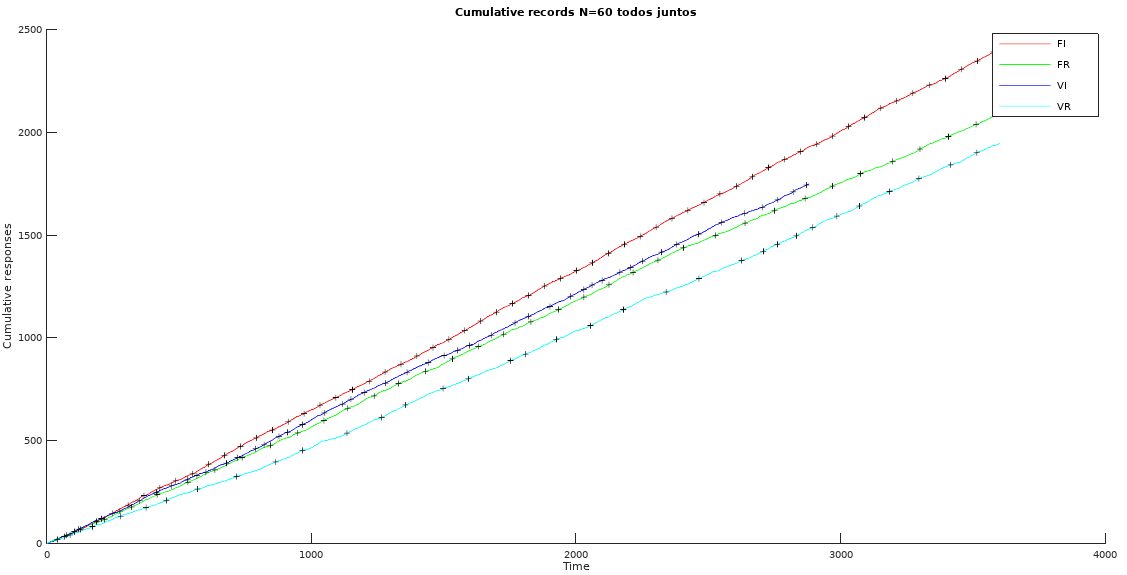 Cumulative records N=60 todos juntos
2500
2000
1500
1000
500
0
Cumulative responses
FI
FR
VI
VR
0 1000 2000 3000 4000
Time